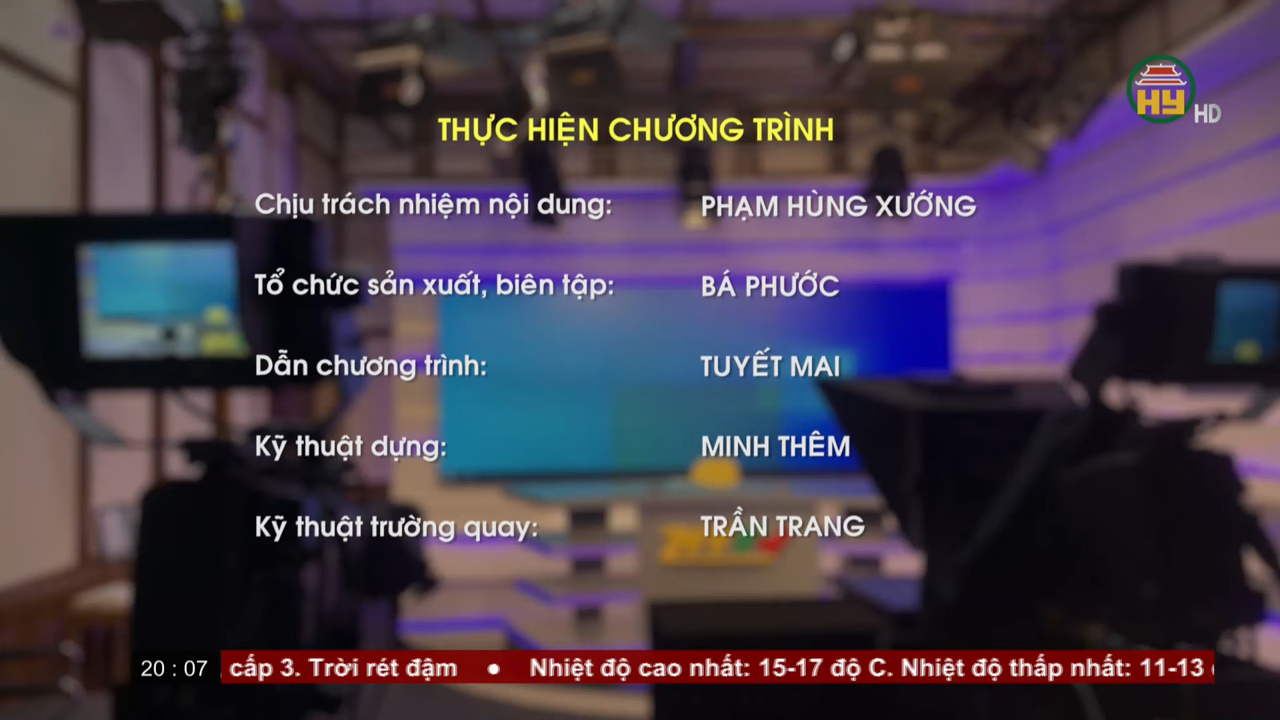 HY HD
THỰC HIỆN CHƯƠNG TRÌNH
Chịu trách nhiệm nội dung: PHẠM HÙNG XƯỚNG
Tổ chức sản xuất, biên tập: BÁ PHƯỚC
Dẫn chương trình: TUYẾT MAI
Kỹ thuật dựng: MINH THÊM
Kỹ thuật trường quay: TRẦN TRANG
20 : 07 cấp 3. Trời rét đậm • Nhiệt độ cao nhất: 15-17 độ C. Nhiệt độ thấp nhất: 11-13